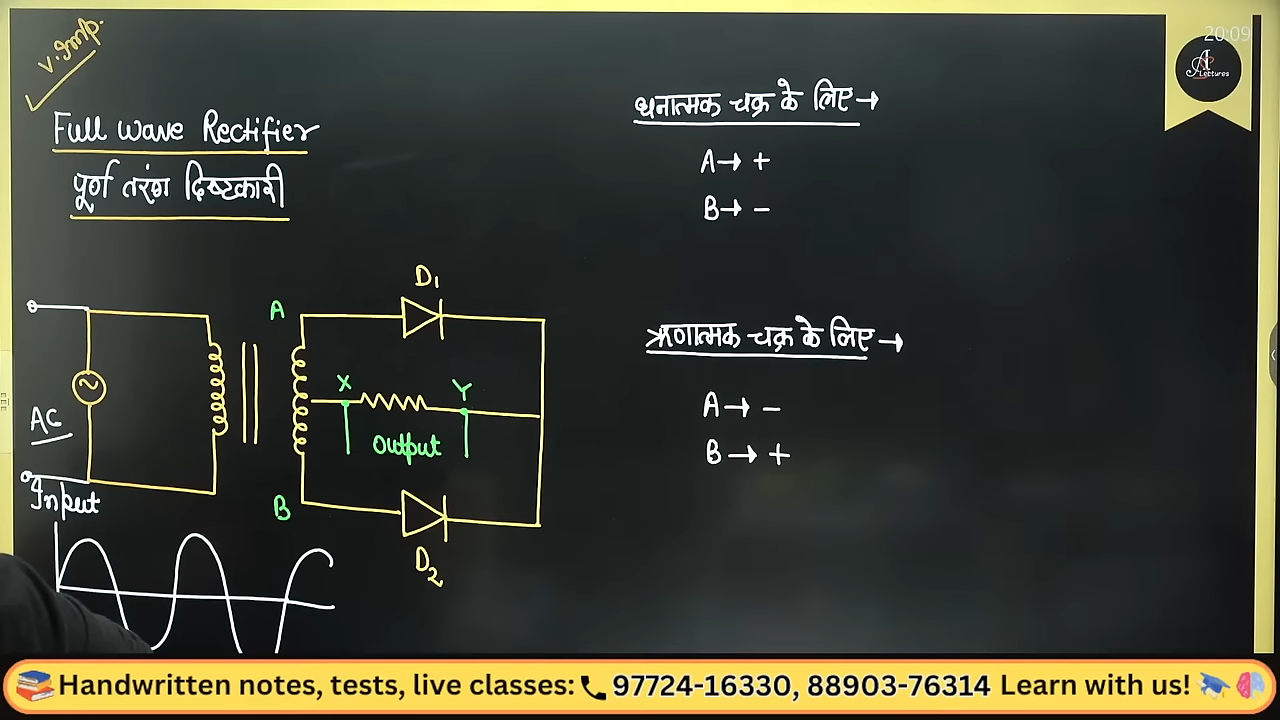 v.Imp.
Full Wave Rectifier
पूर्ण तरंग दिष्टकारी
AC
Input
A
B
D1
D2
X
Y
Output
धनात्मक चक्र के लिए →
A → +
B → -
ऋणात्मक चक्र के लिए →
A → -
B → +
20:09
A
Lectures
Handwritten notes, tests, live classes: 97724-16330, 88903-76314 Learn with us!